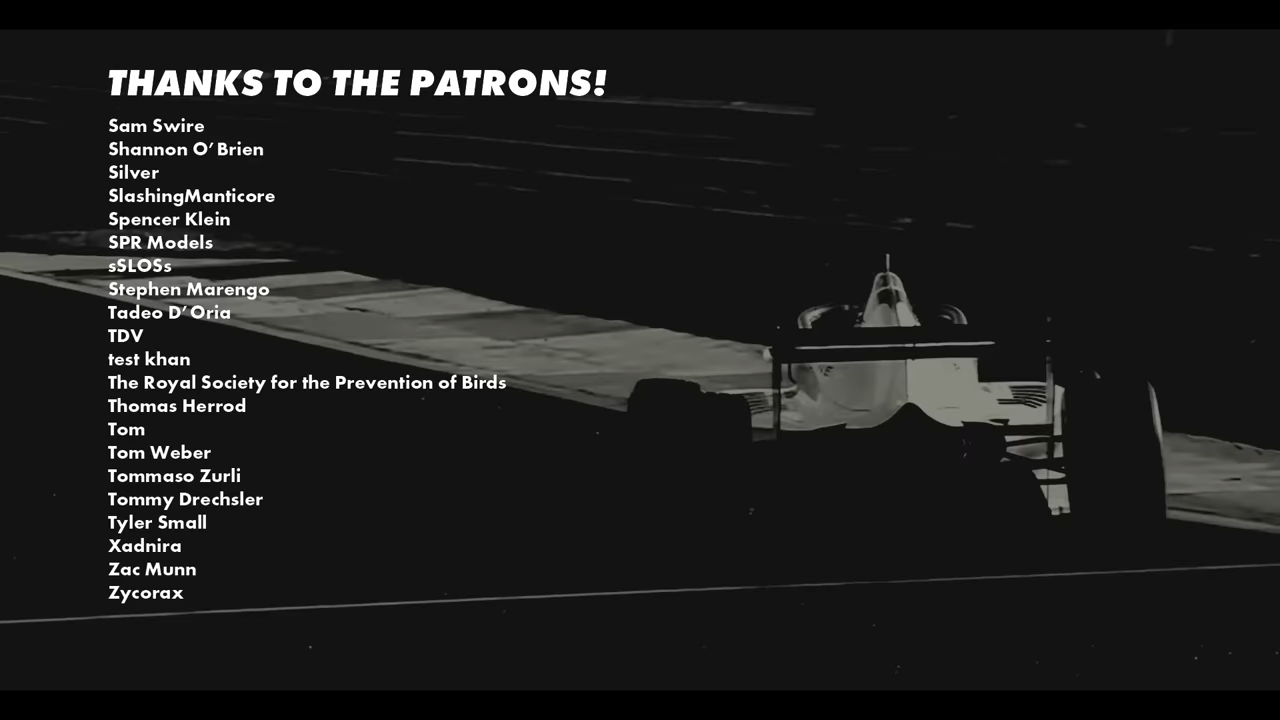 THANKS TO THE PATRONS!
Sam Swire
Shannon O’Brien
Silver
SlashingManticore
Spencer Klein
SPR Models
sSLOSs
Stephen Marengo
Tadeo D’Oria
TDV
test khan
The Royal Society for the Prevention of Birds
Thomas Herrod
Tom
Tom Weber
Tommaso Zurli
Tommy Drechsler
Tyler Small
Xadnira
Zac Munn
Zycorax